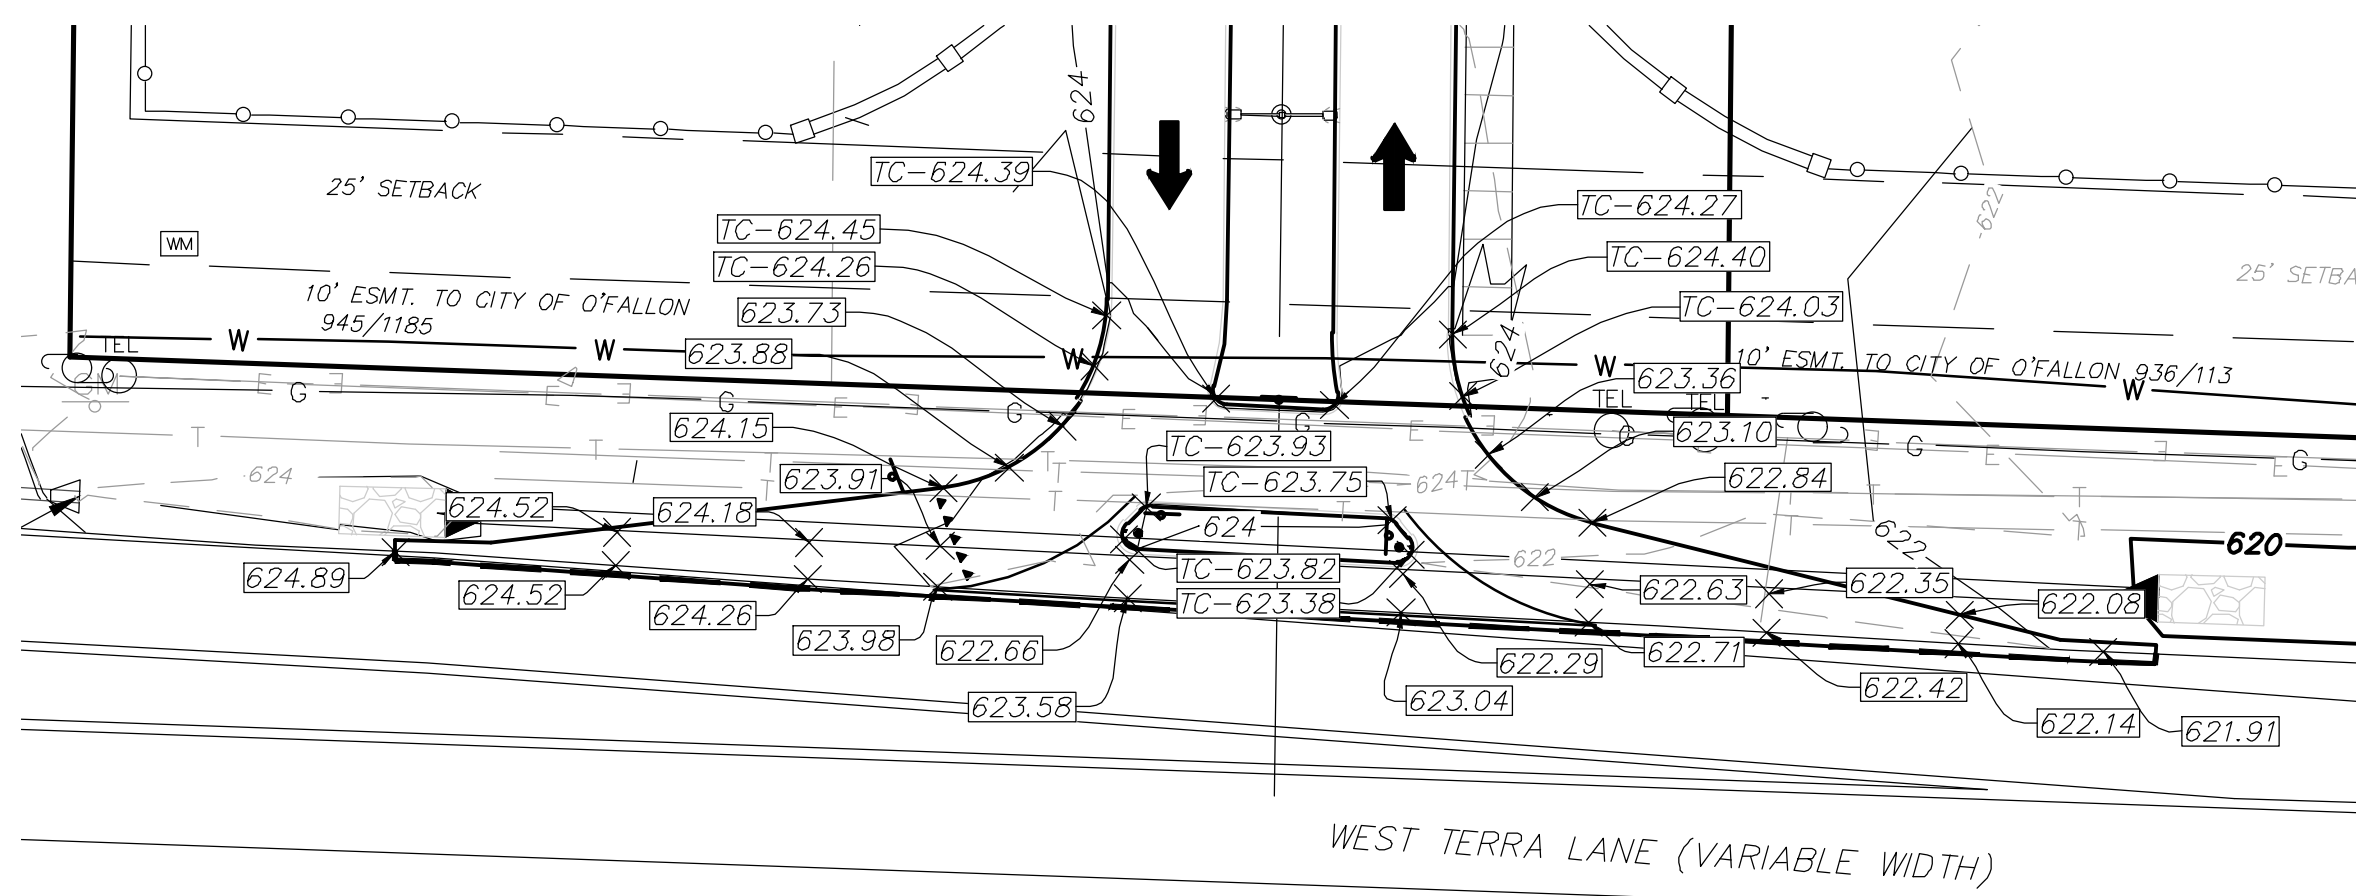 624
TC-624.39
25' SETBACK
TC-624.27
622
TC-624.45
WM
TC-624.40
TC-624.26
25' SETBA
10' ESMT. TO CITY OF O'FALLON
945/1185
TC-624.03
623.73
W
W
W
W
W
TEL
623.88
624
10' ESMT. TO CITY OF O'FALLON 936/113
623.36
GM
E
E
E
E
E
E
E
E
E
E
E
E
E
G
G
G
G
G
G
G
TEL
TEL
624.15
623.10
T
T
T
T
T
T
T
T
T
T
T
T
TC-623.93
624
623.91
TC-623.75
624
622.84
624.52
624.18
624
622
622
620
624.89
TC-623.82
622.63
622.35
624.52
TC-623.38
622.08
624.26
623.98
622.66
622.29
622.71
623.58
623.04
622.42
622.14
621.91
WEST TERRA LANE (VARIABLE WIDTH)